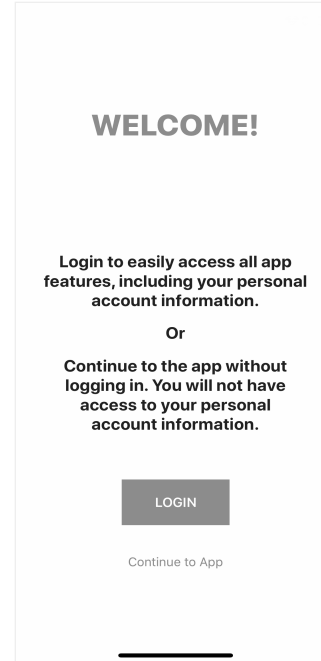 WELCOME!
Login to easily access all app
features, including your personal
account information.
Or
Continue to the app without
logging in. You will not have
access to your personal
account information.
LOGIN
Continue to App